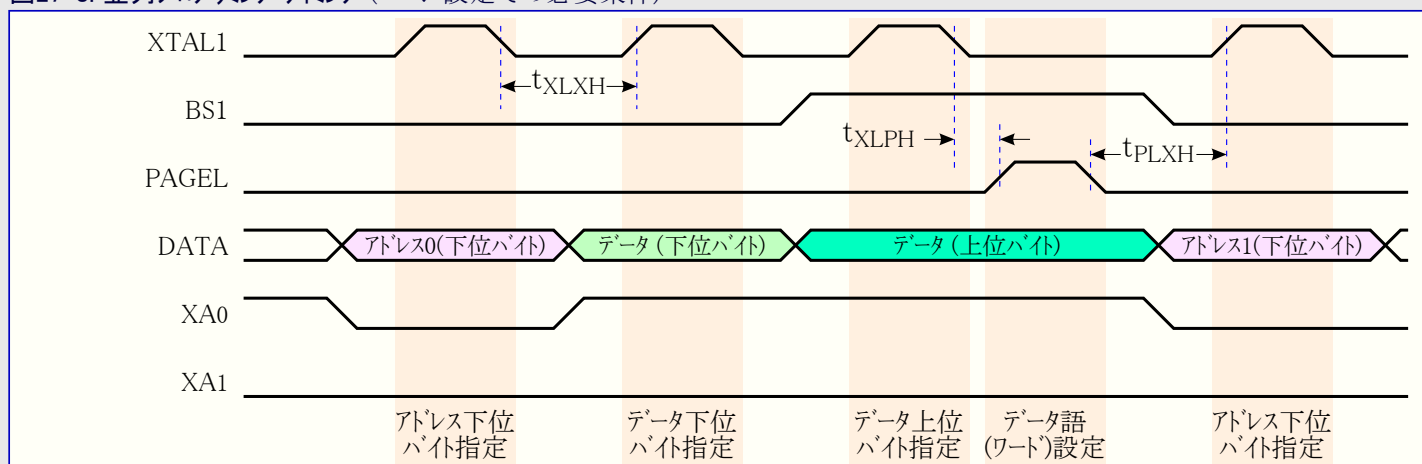 XTAL1
tXLXH
BS1
tXLPH
tPLXH
PAGEL
DATA
アドレス0(下位バイト)
データ (下位バイト)
データ (上位バイト)
アドレス1(下位バイト)
XA0
XA1
アドレス下位
バイト指定
データ下位
バイト指定
データ上位
バイト指定
データ語
(ワード)設定
アドレス下位
バイト指定